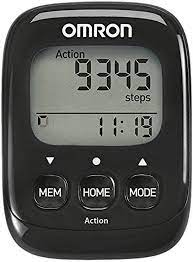 OMRON
Action
9345
steps
11:19
MEM HOME MODE
Action